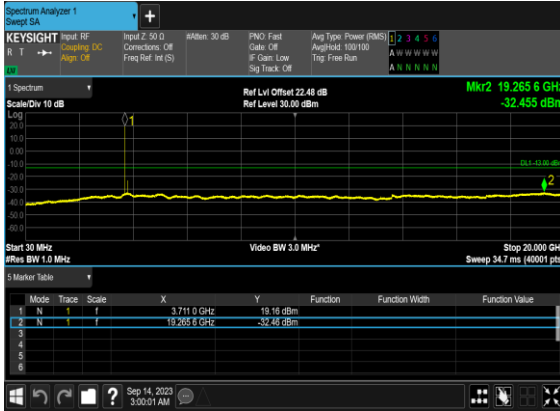 Spectrum Analyzer 1
Swept SA
+
KEYSIGHT Input: RF Input Z: 50 Ω #Atten: 30 dB PNO: Fast Avg Type: Power (RMS) 1 2 3 4 5 6
R T Coupling: DC Corrections: Off Gate: Off Avg|Hold: 100/100 A W W W W W
Align: Off Freq Ref: Int (S) IF Gain: Low Trig: Free Run
Sig Track: Off A N N N N N
1 Spectrum Ref Lvl Offset 22.48 dB Mkr2 19.265 6 GHz
Scale/Div 10 dB Ref Level 30.00 dBm -32.455 dBm
Log
1
20.0
10.0
0.00
-10.0
DL1 -13.00 dBm
-20.0
2
-30.0
-40.0
-50.0
-60.0
Start 30 MHz Video BW 3.0 MHz* Stop 20.000 GHz
#Res BW 1.0 MHz Sweep 34.7 ms (40001 pts)
5 Marker Table
Mode Trace Scale X Y Function Function Width Function Value
1 N 1 f 3.711 0 GHz 19.16 dBm
2 N 1 f 19.265 6 GHz -32.46 dBm
3
4
5
6
? Sep 14, 2023
3:00:01 AM